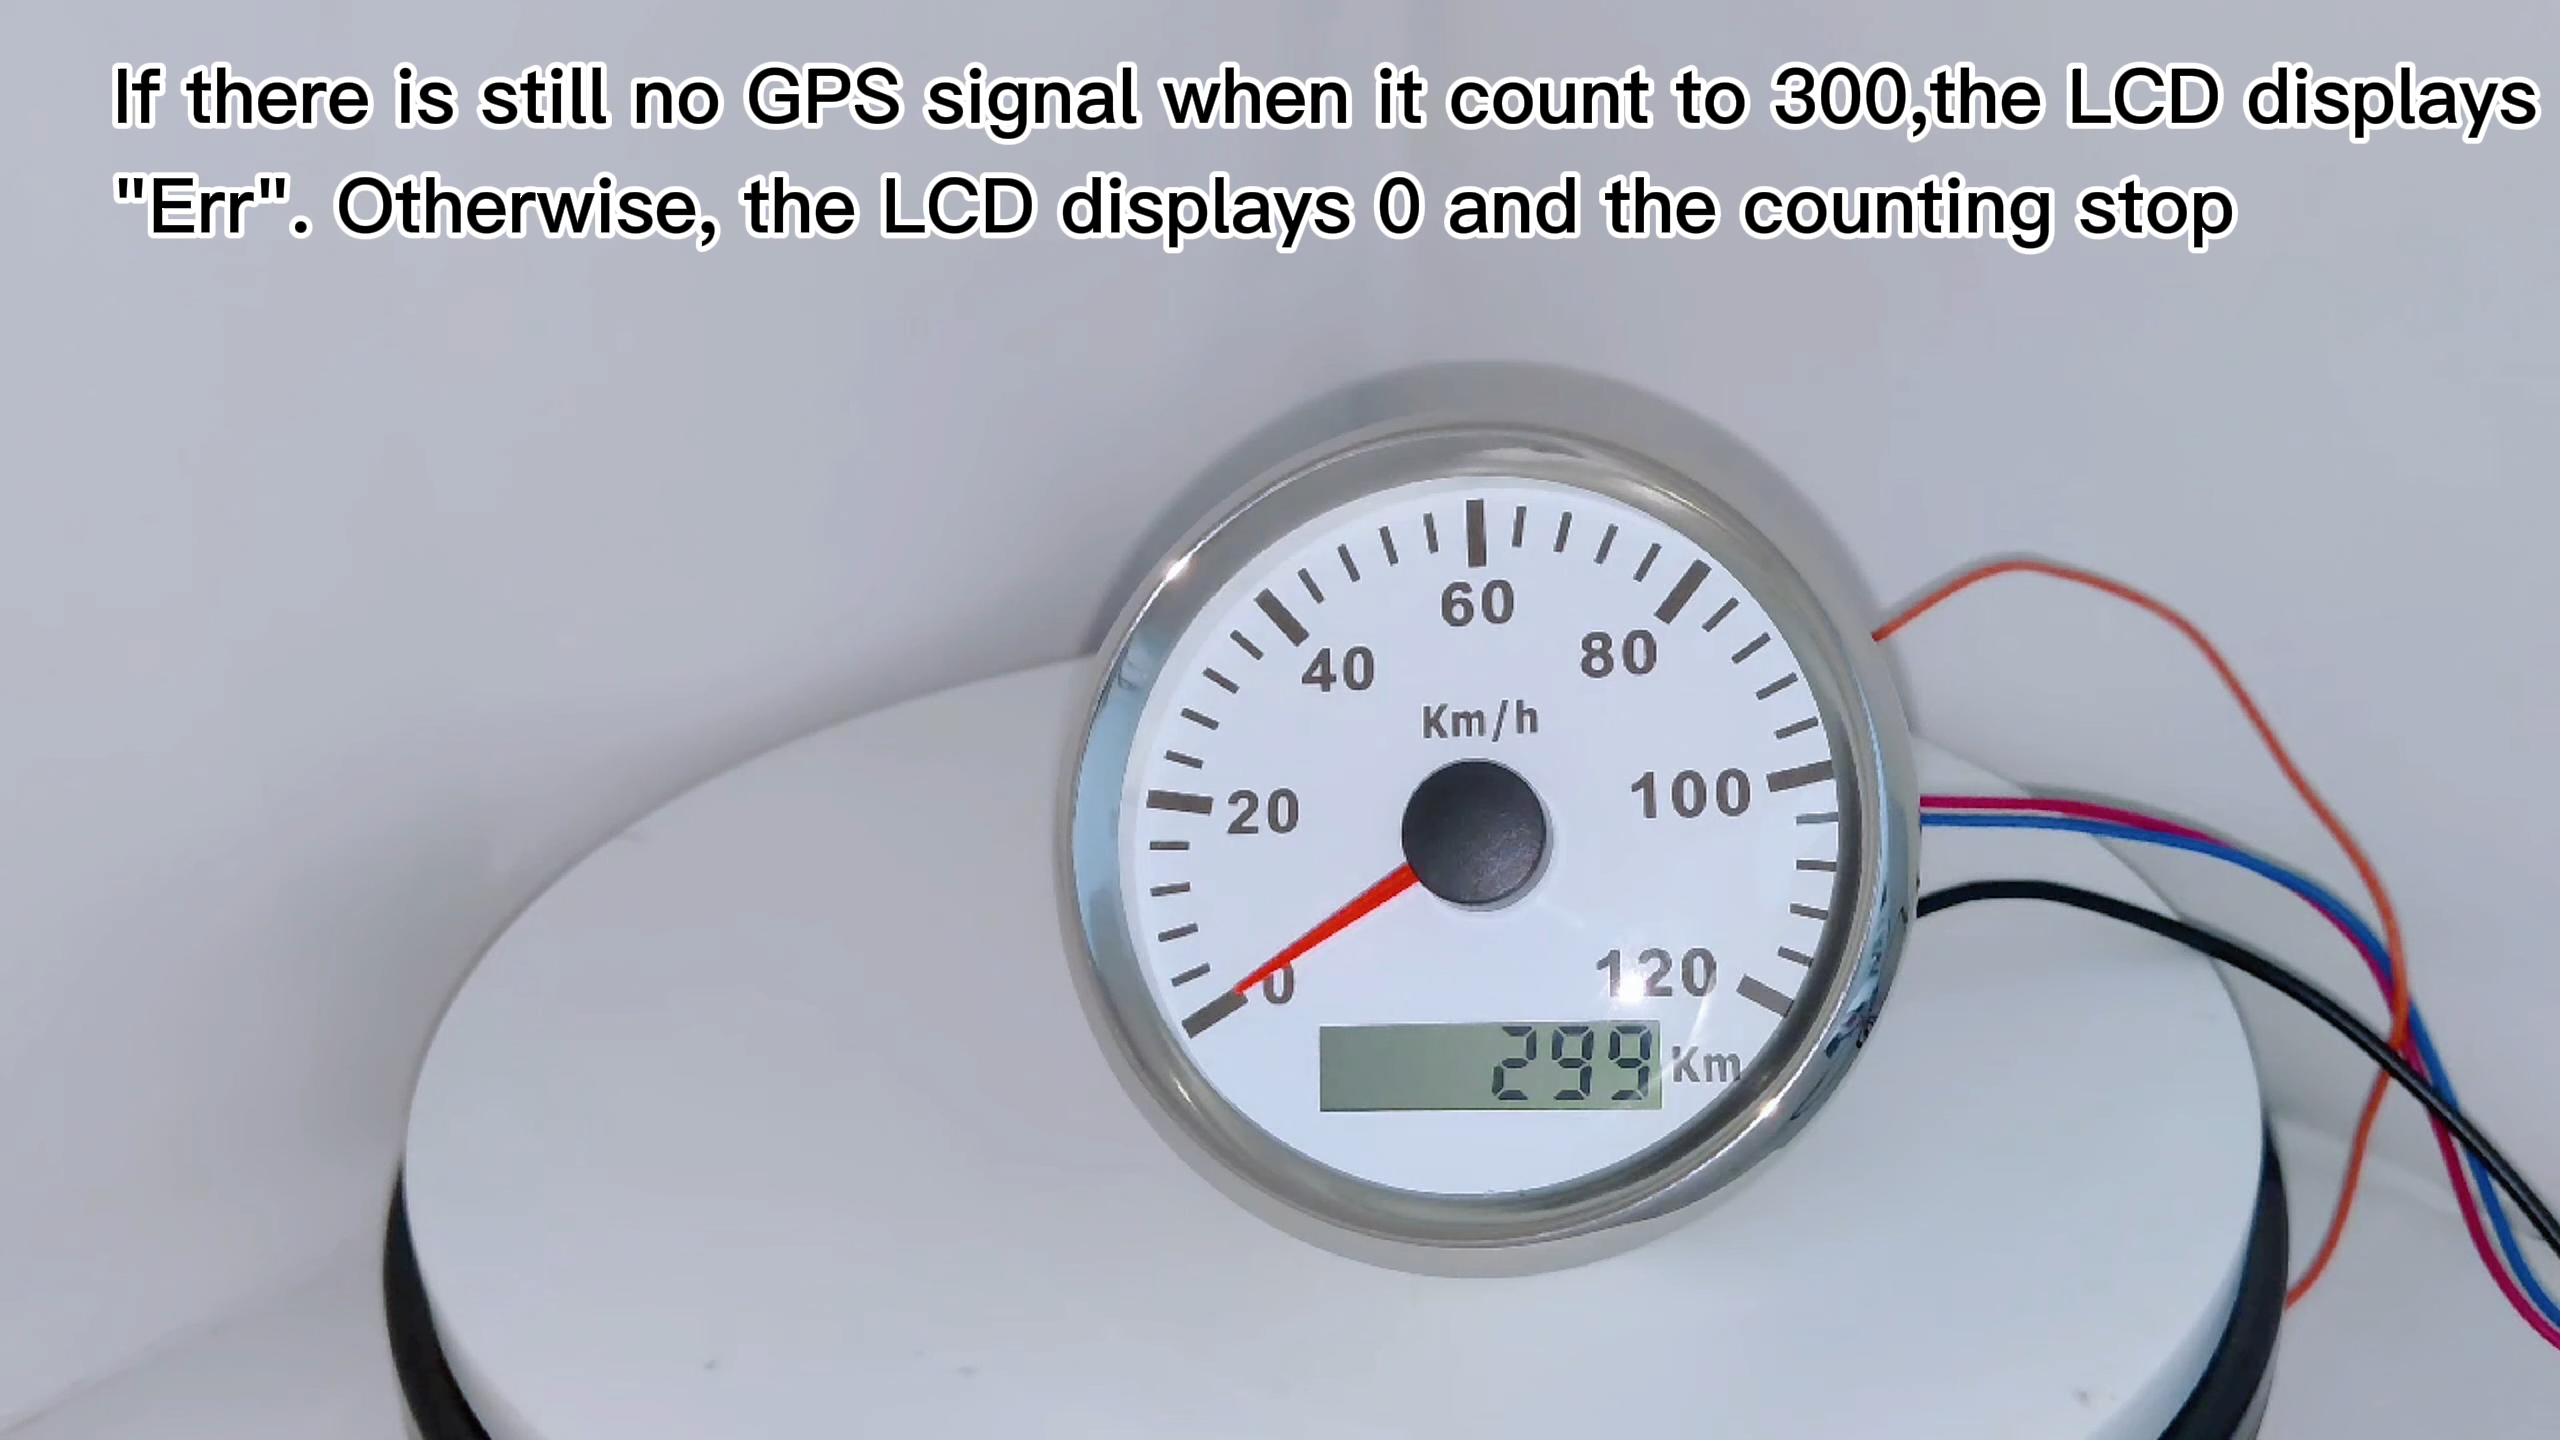 If there is still no GPS signal when it count to 300,the LCD displays
"Err". Otherwise, the LCD displays 0 and the counting stop
60
40
80
Km/h
100
20
0
120
299 Km